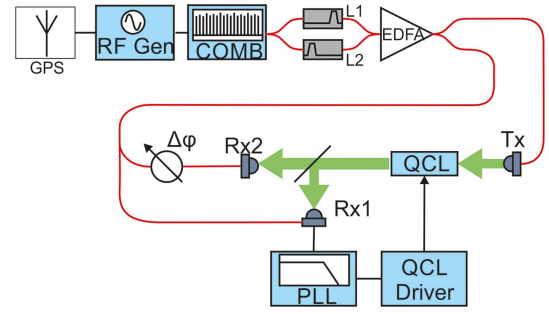 GPS
RF Gen
COMB
L1
L2
EDFA
Δφ
Rx2
QCL
Tx
Rx1
PLL
QCL
Driver